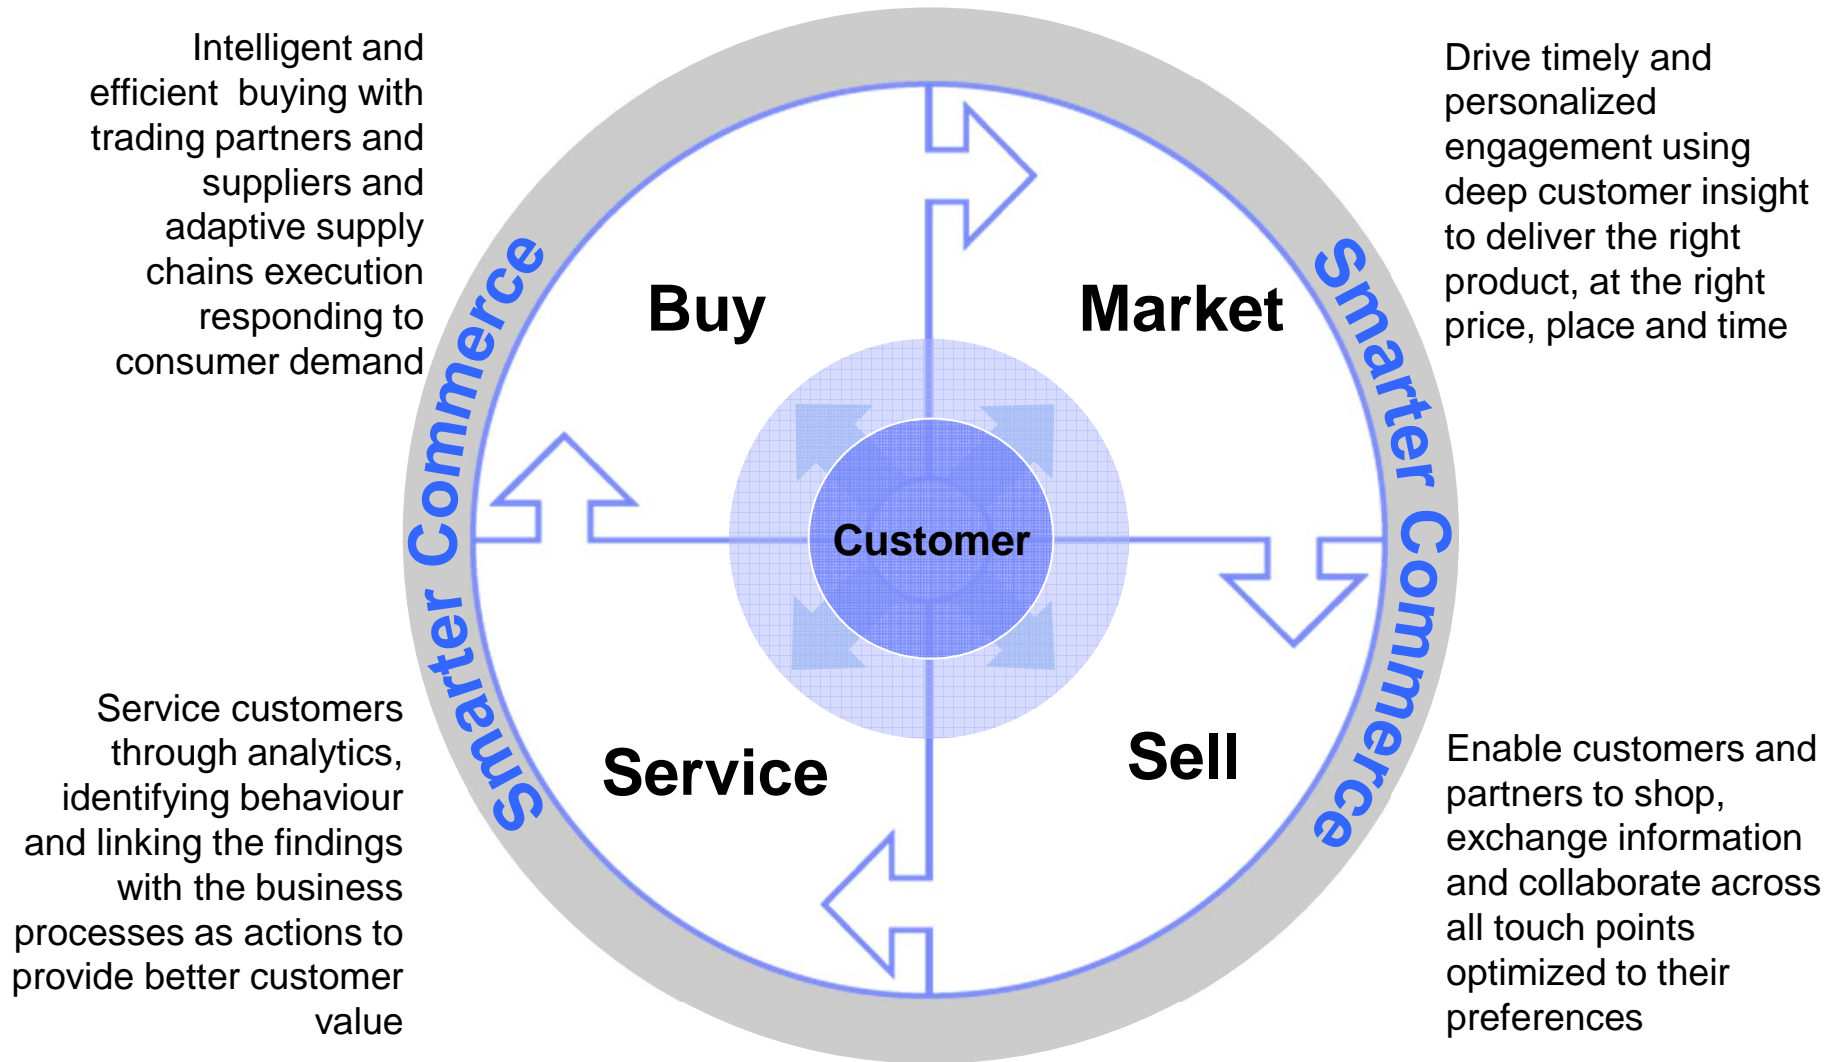 Intelligent and
efficient  buying with
trading partners and
suppliers and
adaptive supply
chains execution
responding to
consumer demand
Drive timely and
personalized
engagement using
deep customer insight
to deliver the right
product, at the right
price, place and time
Smarter Commerce
Smarter Commerce
Buy
Market
Customer
Service
Sell
Service customers
through analytics,
identifying behaviour
and linking the findings
with the business
processes as actions to
provide better customer
value
Enable customers and
partners to shop,
exchange information
and collaborate across
all touch points
optimized to their
preferences